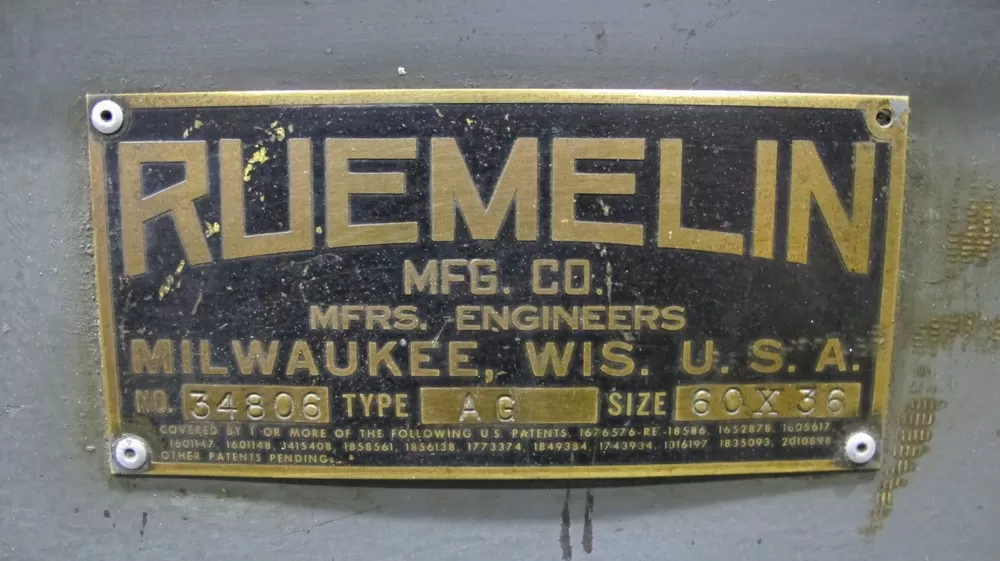 RUEMELIN
MFG. CO.
MFRS. ENGINEERS
MILWAUKEE, WIS. U. S. A.
NO. 34806 TYPE AG SIZE 60X36
COVERED BY 1 OR MORE OF THE FOLLOWING U.S. PATENTS, 1676576-RE-18586, 1652878, 1605617
1601147, 1601148, 1415408, 1858561, 1856138, 1773374, 1849334, 1743934, 1316197, 1835093, 2010898
OTHER PATENTS PENDING.